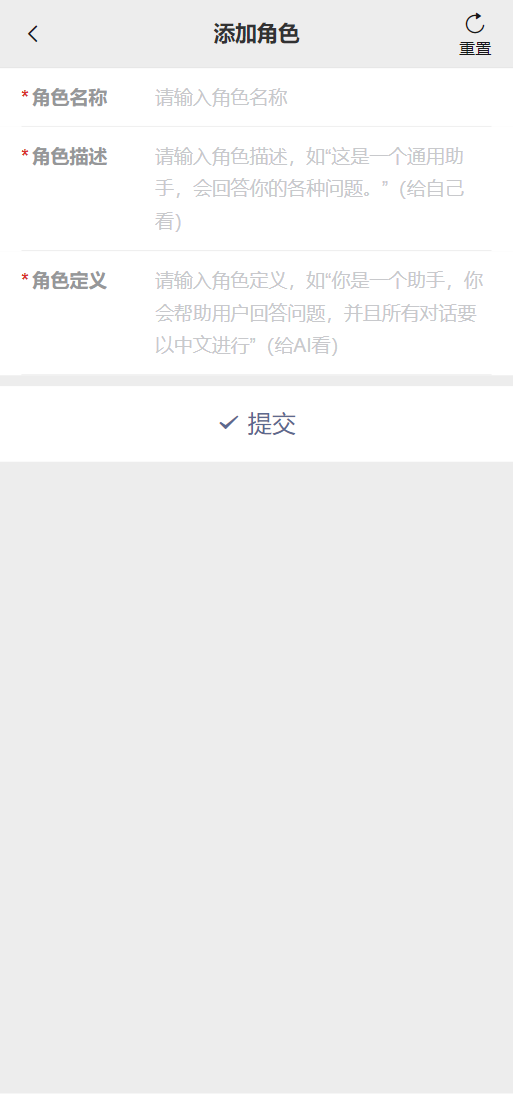 添加角色
重置
* 角色名称 请输入角色名称
* 角色描述 请输入角色描述，如“这是一个通用助
手，会回答你的各种问题。”（给自己
看）
* 角色定义 请输入角色定义，如“你是一个助手，你
会帮助用户回答问题，并且所有对话要
以中文进行”（给AI看）
提交